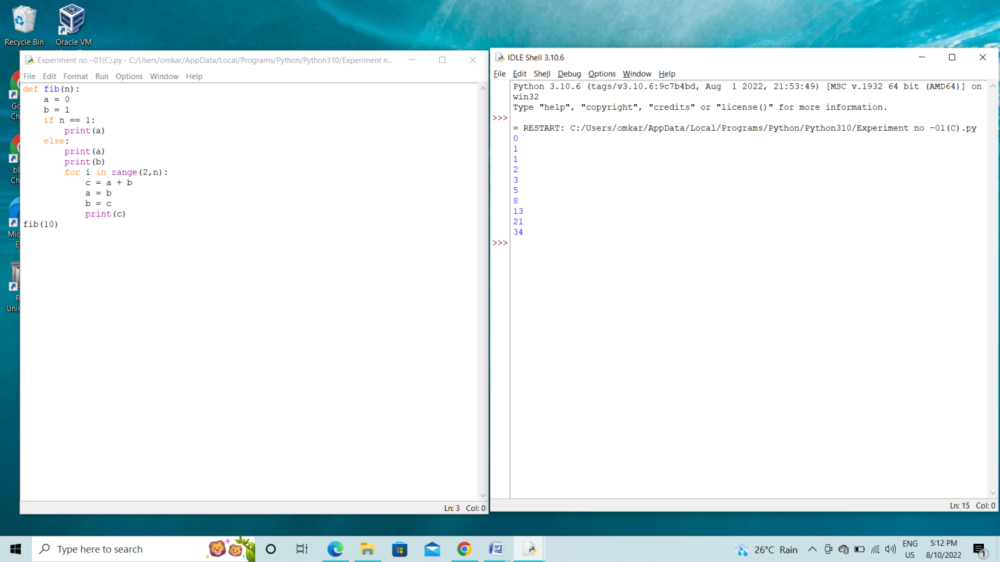 Recycle Bin
Oracle VM
Experiment no –01(C).py - C:/Users/omkar/AppData/Local/Programs/Python/Python310/Experiment n...
File Edit Format Run Options Window Help
def fib(n):
    a = 0
    b = 1
    if n == 1:
        print(a)
    else:
        print(a)
        print(b)
        for i in range(2,n):
            c = a + b
            a = b
            b = c
            print(c)
fib(10)
Ln: 3 Col: 0
IDLE Shell 3.10.6
File Edit Shell Debug Options Window Help
Python 3.10.6 (tags/v3.10.6:9c7b4bd, Aug  1 2022, 21:53:49) [MSC v.1932 64 bit (AMD64)] on
win32
Type "help", "copyright", "credits" or "license()" for more information.
>>>
= RESTART: C:/Users/omkar/AppData/Local/Programs/Python/Python310/Experiment no –01(C).py
0
1
1
2
3
5
8
13
21
34
>>>
Ln: 15 Col: 0
Type here to search
26°C Rain
ENG
US
5:12 PM
8/10/2022
1